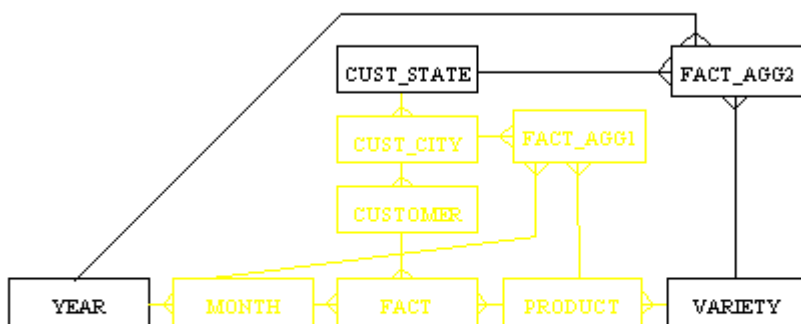 CUST_STATE
FACT_AGG2
CUST_CITY
FACT_AGG1
CUSTOMER
YEAR
MONTH
FACT
PRODUCT
VARIETY